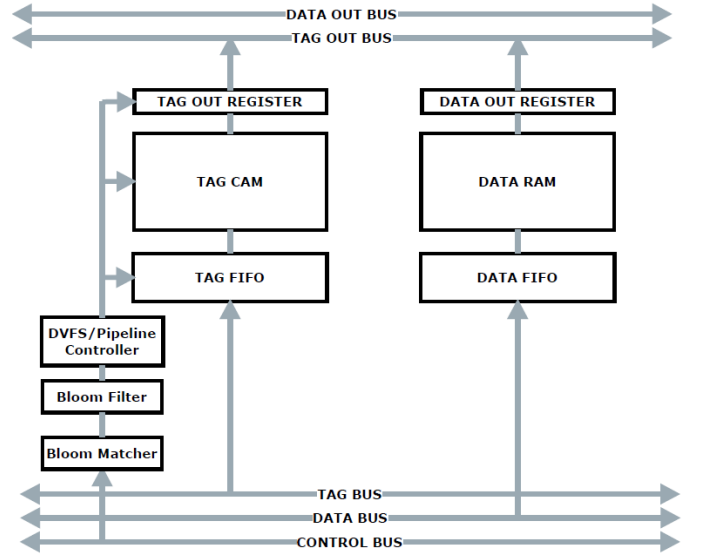 DATA OUT BUS
TAG OUT BUS
TAG OUT REGISTER
DATA OUT REGISTER
TAG CAM
DATA RAM
TAG FIFO
DATA FIFO
DVFS/Pipeline
Controller
Bloom Filter
Bloom Matcher
TAG BUS
DATA BUS
CONTROL BUS